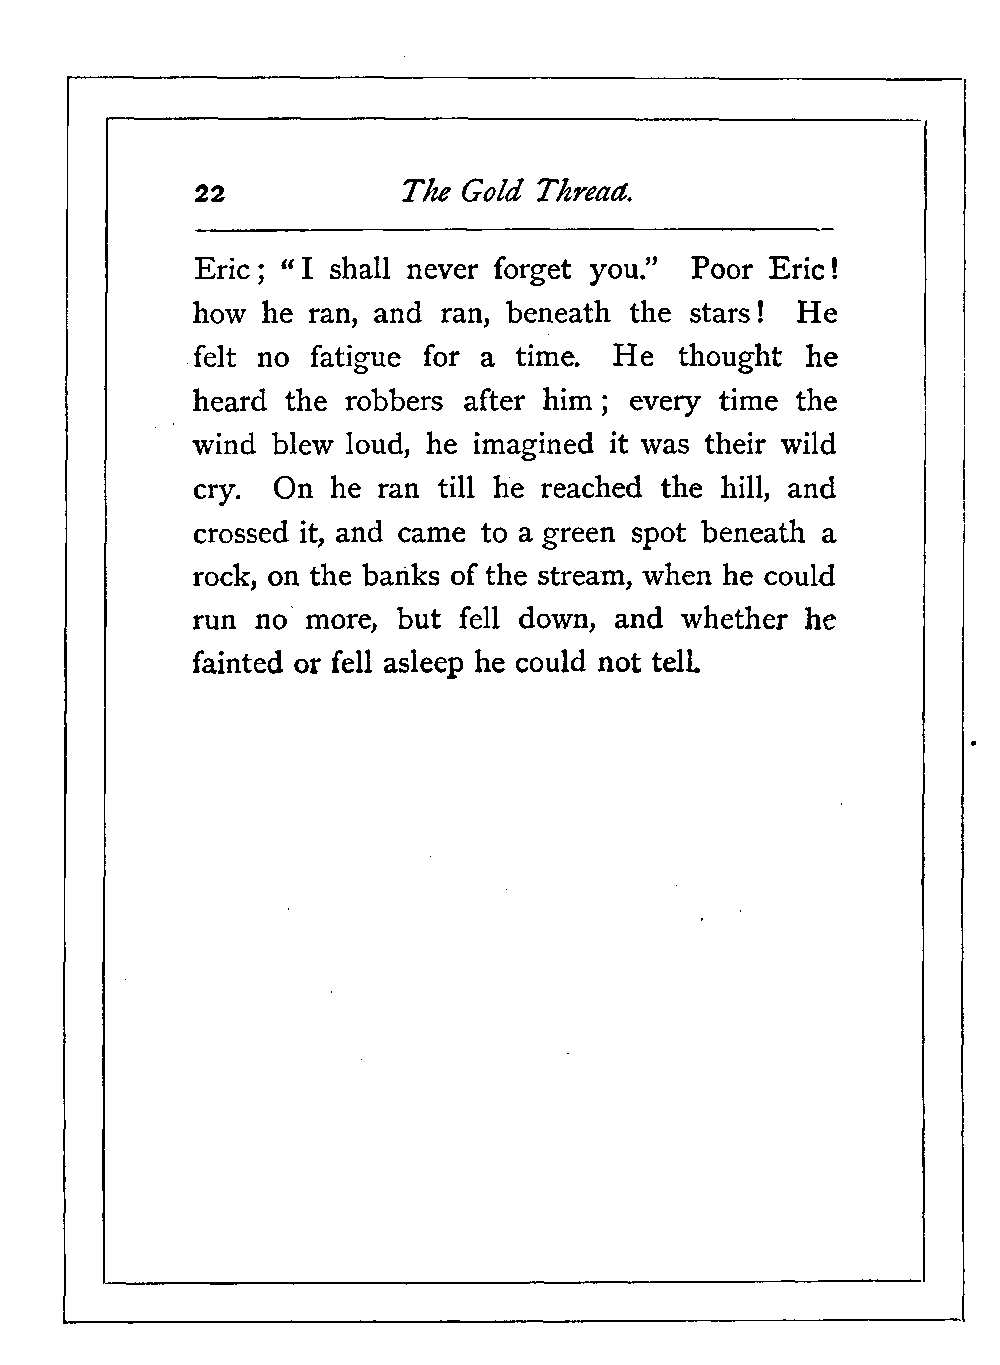 22 The Gold Thread.
Eric; "I shall never forget you." Poor Eric!
how he ran, and ran, beneath the stars! He
felt no fatigue for a time. He thought he
heard the robbers after him; every time the
wind blew loud, he imagined it was their wild
cry. On he ran till he reached the hill, and
crossed it, and came to a green spot beneath a
rock, on the banks of the stream, when he could
run no more, but fell down, and whether he
fainted or fell asleep he could not tell.